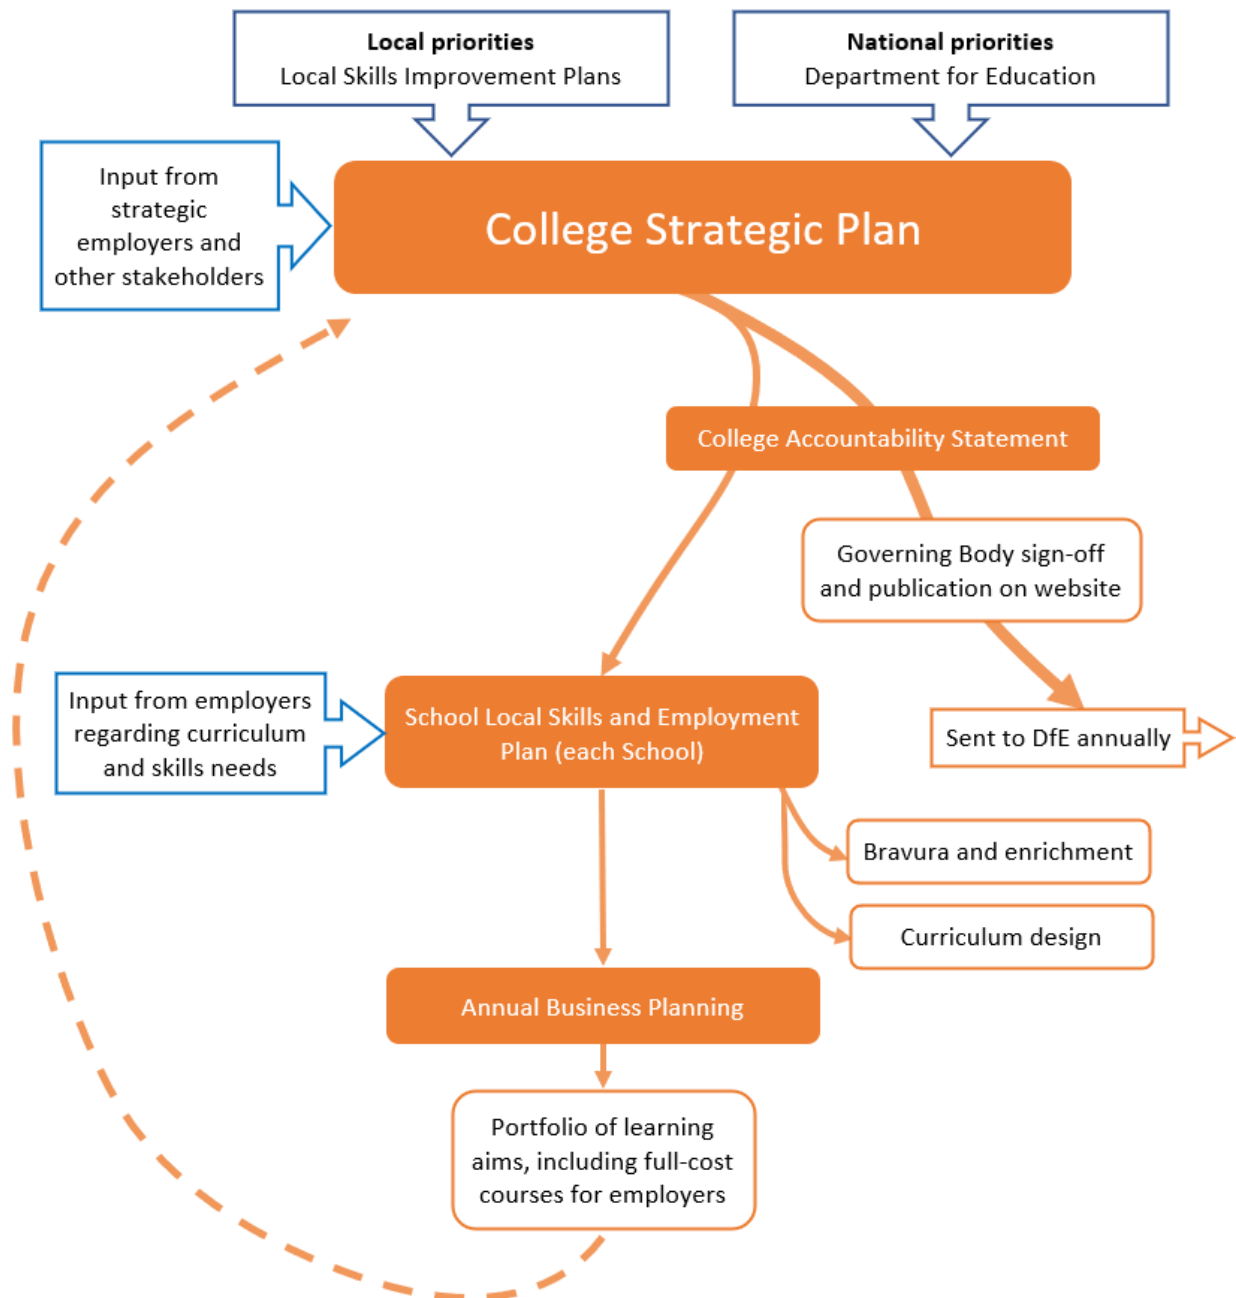 Local priorities
Local Skills Improvement Plans
National priorities
Department for Education
Input from
strategic
employers and
other stakeholders
College Strategic Plan
College Accountability Statement
Governing Body sign-off
and publication on website
Input from employers
regarding curriculum
and skills needs
School Local Skills and Employment
Plan (each School)
Sent to DfE annually
Bravura and enrichment
Curriculum design
Annual Business Planning
Portfolio of learning
aims, including full-cost
courses for employers